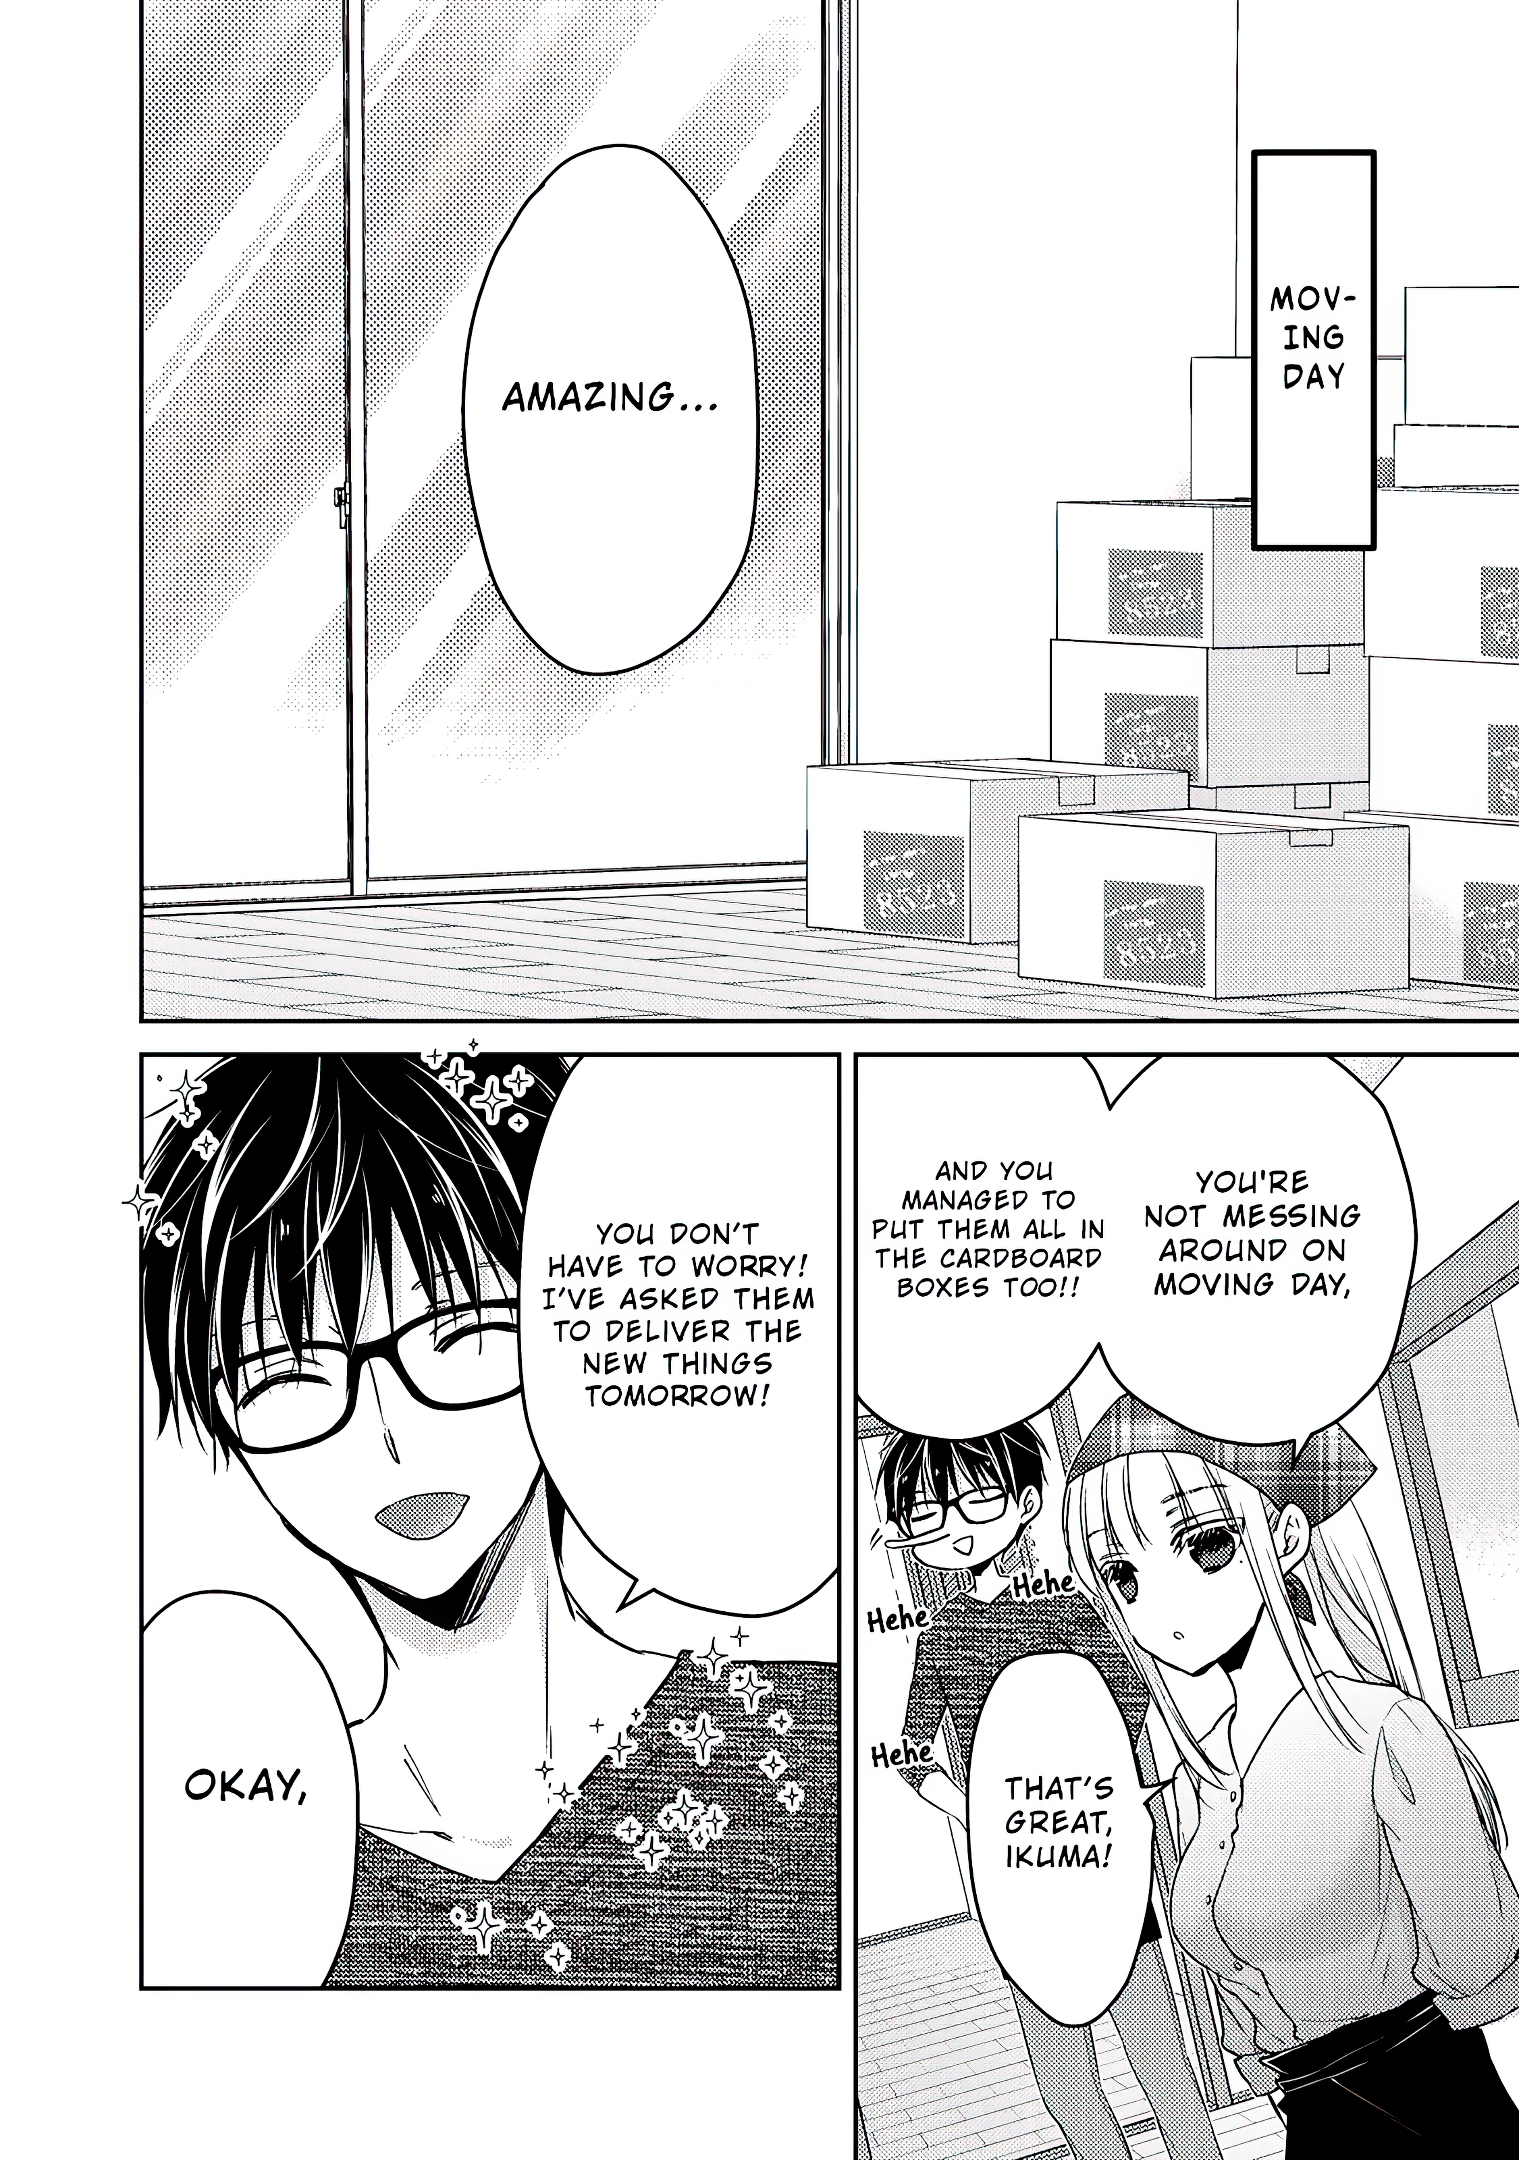 MOV-
ING
DAY
AMAZING...
YOU'RE
NOT MESSING
AROUND ON
MOVING DAY,
AND YOU
MANAGED TO
PUT THEM ALL IN
THE CARDBOARD
BOXES TOO!!
Hehe
Hehe
Hehe
THAT'S
GREAT,
IKUMA!
YOU DON'T
HAVE TO WORRY!
I'VE ASKED THEM
TO DELIVER THE
NEW THINGS
TOMORROW!
OKAY,